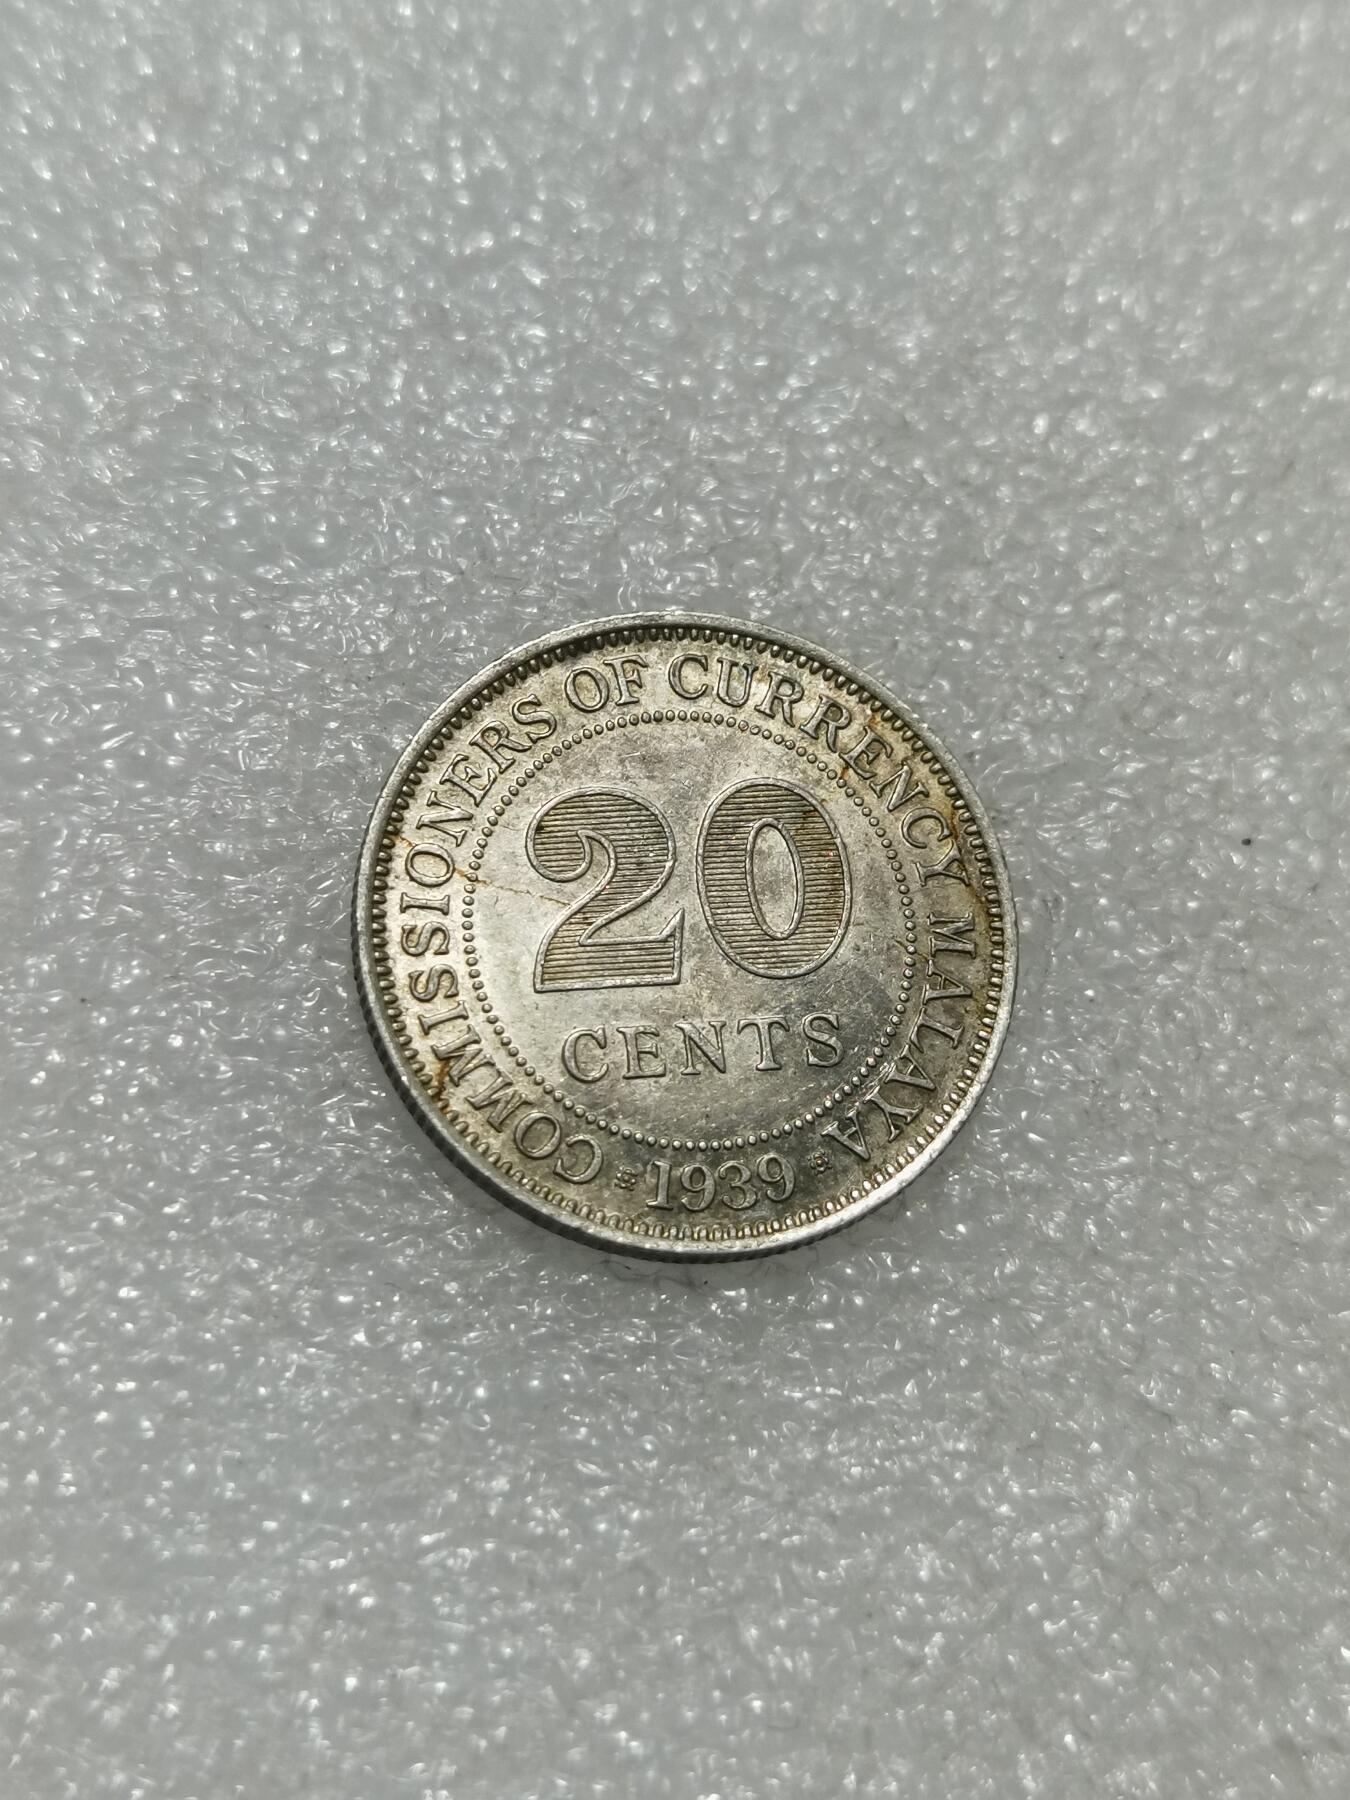 COMMISSIONERS OF CURRENCY MALAYA
20
CENTS
1939